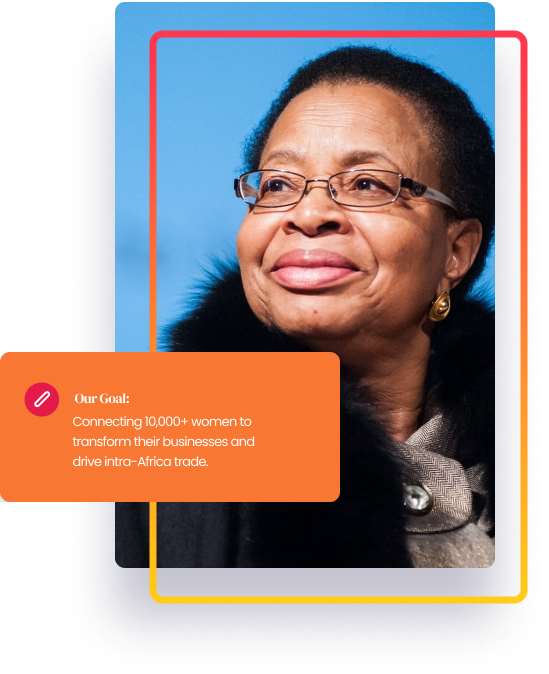 Our Goal:
Connecting 10,000+ women to
transform their businesses and
drive intra-Africa trade.